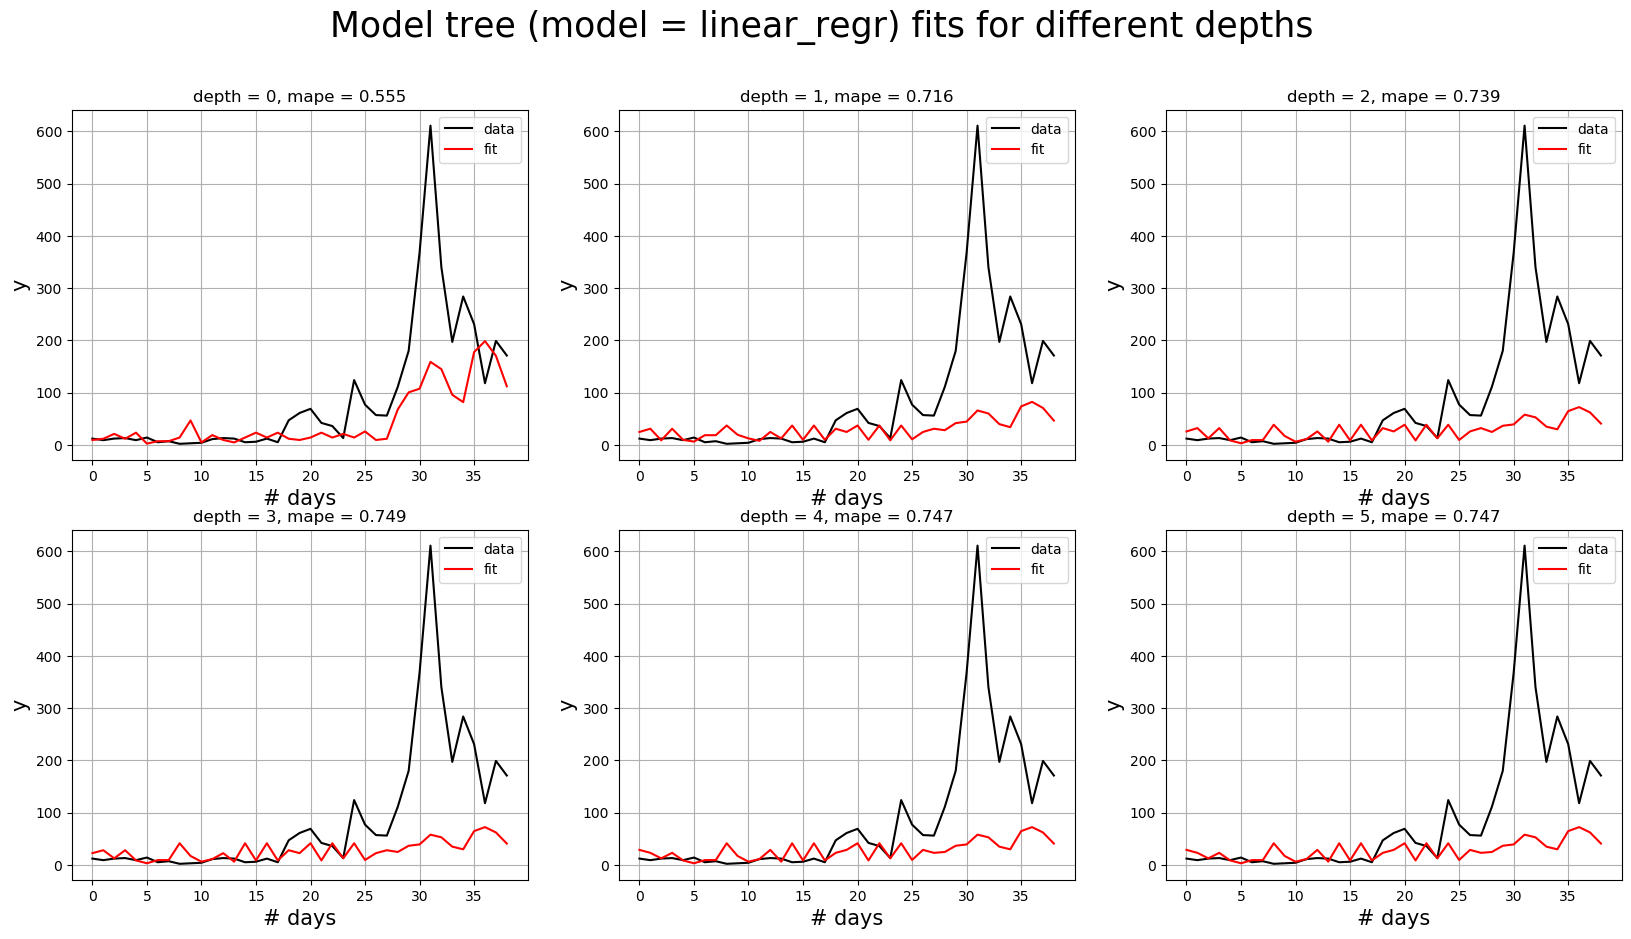 Model tree (model = linear_regr) fits for different depths
depth = 0, mape = 0.555
600
500
400
300
200
100
0
y
data
fit
0 5 10 15 20 25 30 35
# days
depth = 1, mape = 0.716
600
500
400
300
200
100
0
y
data
fit
0 5 10 15 20 25 30 35
# days
depth = 2, mape = 0.739
600
500
400
300
200
100
0
y
data
fit
0 5 10 15 20 25 30 35
# days
depth = 3, mape = 0.749
600
500
400
300
200
100
0
y
data
fit
0 5 10 15 20 25 30 35
# days
depth = 4, mape = 0.747
600
500
400
300
200
100
0
y
data
fit
0 5 10 15 20 25 30 35
# days
depth = 5, mape = 0.747
600
500
400
300
200
100
0
y
data
fit
0 5 10 15 20 25 30 35
# days